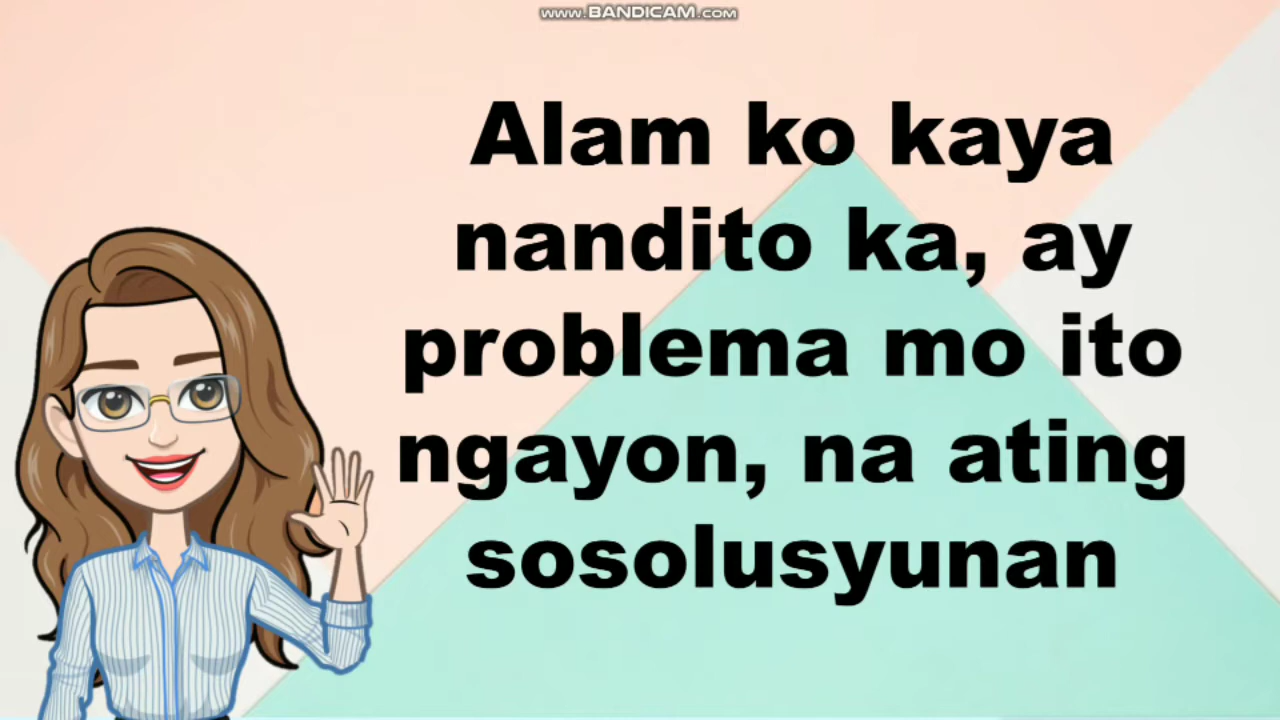 www.BANDICAM.com
Alam ko kaya
nandito ka, ay
problema mo ito
ngayon, na ating
sosolusyunan